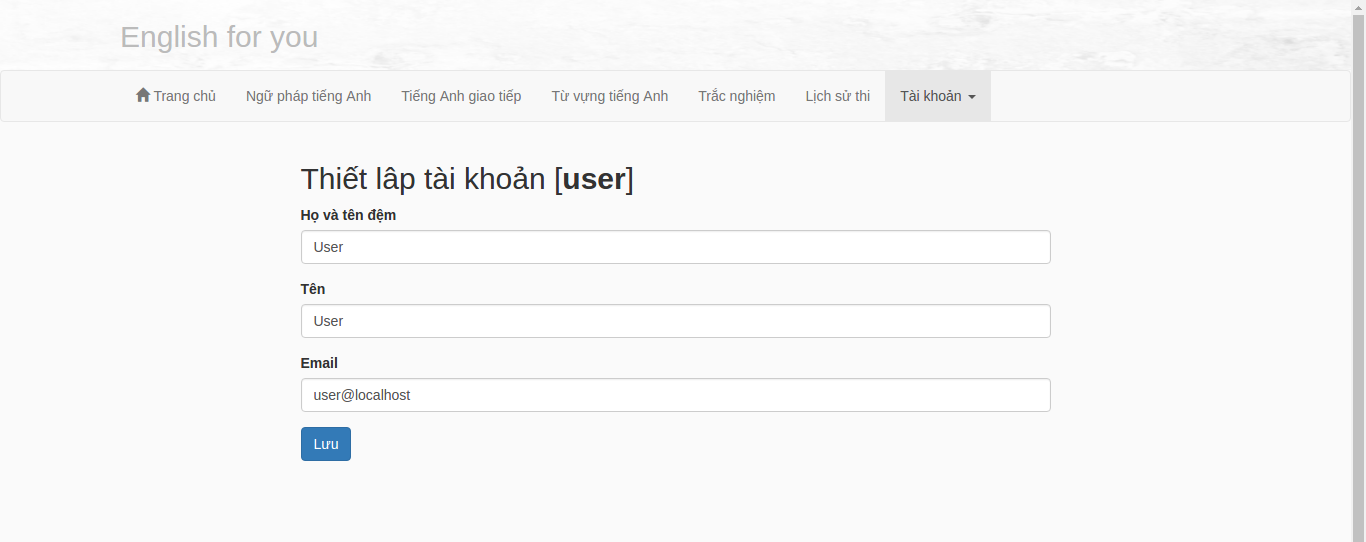 English for you
Trang chủ Ngữ pháp tiếng Anh Tiếng Anh giao tiếp Từ vựng tiếng Anh Trắc nghiệm Lịch sử thi Tài khoản
Thiết lâp tài khoản [user]
Họ và tên đệm
User
Tên
User
Email
user@localhost
Lưu